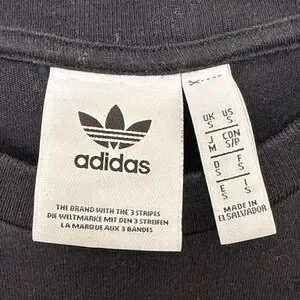 adidas
THE BRAND WITH THE 3 STRIPES
DIE WELTMARKE MIT DEN 3 STREIFEN
LA MARQUE AUX 3 BANDES
UK US
S S
J CDN
M S/P
D F
S S
E I
S S
MADE IN
EL SALVADOR